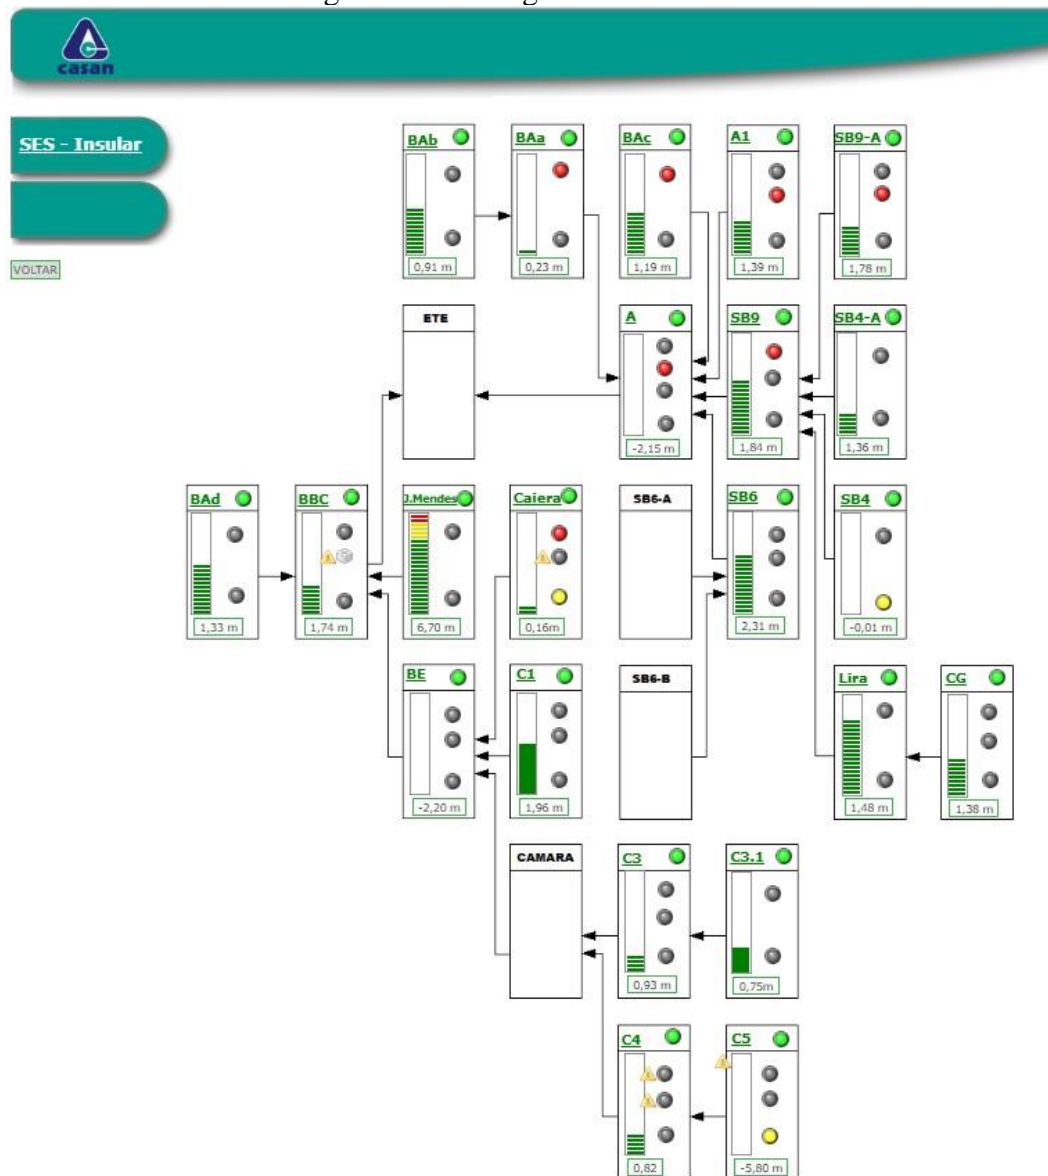 casan
SES - Insular
VOLTAR
BAb
0,91 m
BAa
0,23 m
BAc
1,19 m
A1
1,39 m
SB9-A
1,78 m
ETE
A
-2,15 m
SB9
1,84 m
SB4-A
1,36 m
BAd
1,33 m
BBC
1,74 m
J.Mendes
6,70 m
Caiera
0,16m
SB6-A
SB6
2,31 m
SB4
-0,01 m
BE
-2,20 m
C1
1,96 m
SB6-B
Lira
1,48 m
CG
1,38 m
CAMARA
C3
0,93 m
C3.1
0,75m
C4
0,82
C5
-5,80 m